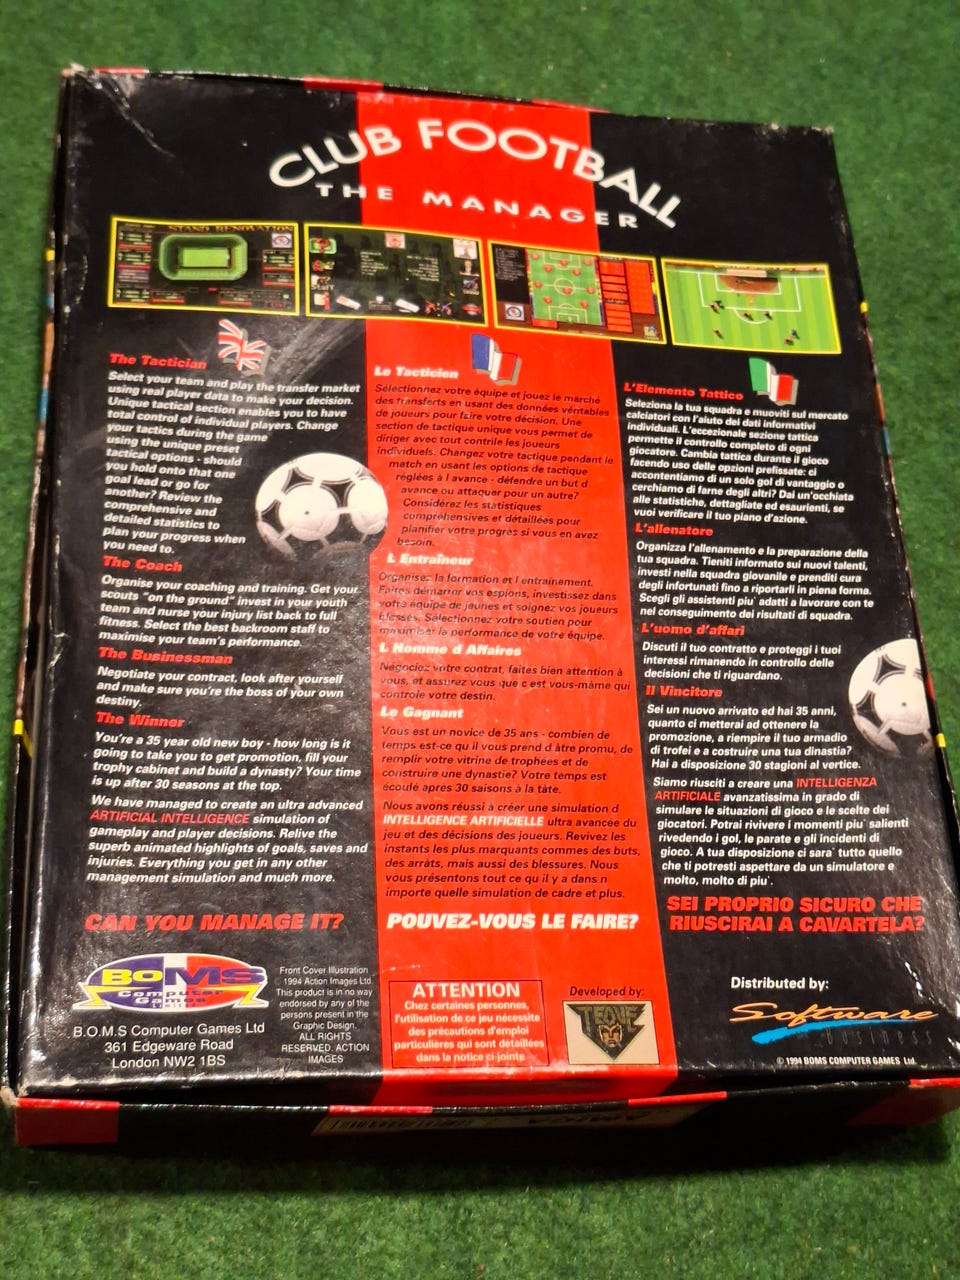 CLUB FOOTBALL
THE MANAGER
STAND RENOVATION
The Tactician
Select your team and play the transfer market
using real player data to make your decision.
Unique tactical section enables you to have
total control of individual players. Change
your tactics during the game
using the unique preset
tactical options - should
you hold onto that one
goal lead or go for
another? Review the
comprehensive and
detailed statistics to
plan your progress when
you need to.
The Coach
Organise your coaching and training. Get your
scouts "on the ground" invest in your youth
team and nurse your injury list back to full
fitness. Select the best backroom staff to
maximise your team's performance.
The Businessman
Negotiate your contract, look after yourself
and make sure you're the boss of your own
destiny.
The Winner
You're a 35 year old new boy - how long is it
going to take you to get promotion, fill your
trophy cabinet and build a dynasty? Your time
is up after 30 seasons at the top.
We have managed to create an ultra advanced
ARTIFICIAL INTELLIGENCE simulation of
gameplay and player decisions. Relive the
superb animated highlights of goals, saves and
injuries. Everything you get in any other
management simulation and much more.
CAN YOU MANAGE IT?
Le Tacticien
Sélectionnez votre équipe et jouez le marché
des transferts en usant des données véritables
de joueurs pour faire votre décision. Une
section de tactique unique vous permet de
diriger avec tout contrile les joueurs
individuels. Changez votre tactique pendant le
match en usant les options de tactique
réglées à l avance - défendre un but d
avance ou attaquer pour un autre?
Considérez les statistiques
compréhensives et détaillées pour
planifier votre progrès si vous en avez
besoin.
L Entraîneur
Organisez la formation et l entrainement.
Faires démarror vos espions, investissez dans
votre équipe de jeunes et soignez vos joueurs
blessés. Sélectionnez votre soutien pour
maximiser la performance de votre équipe.
L Homme d Affaires
Negociez votre contrat, faites bien attention à
vous, et assurez vous que c est vous-màme qui
controle votre destin.
Le Gagnant
Vous est un novice de 35 ans - combien de
temps est-ce qu il vous prend d àtre promu, de
remplir votre vitrine de trophées et de
construire une dynastie? Votre temps est
écoulé après 30 saisons à la tàte.
Nous avons réussi à créer une simulation d
INTELLIGENCE ARTIFICIELLE ultra avancée du
jeu et des décisions des joueurs. Revivez les
instants les plus marquants commes des buts,
des arràts, mais aussi des blessures. Nous
vous présentons tout ce qu il y a dans n
importe quelle simulation de cadre et plus.
POUVEZ-VOUS LE FAIRE?
L'Elemento Tattico
Seleziona la tua squadra e muoviti sul mercato
calciatori con l'aiuto dei dati informativi
individuali. L'eccezionale sezione tattica
permette il controllo completo di ogni
giocatore. Cambia tattica durante il gioco
facendo uso delle opzioni prefissate: ci
accontentiamo di un solo gol di vantaggio o
cerchiamo di farne degli altri? Dai un'occhiata
alle statistiche, dettagliate ed esaurienti, se
vuoi verificare il tuo piano d'azione.
L'allenatore
Organizza l'allenamento e la preparazione della
tua squadra. Tieniti informato sui nuovi talenti,
investi nella squadra giovanile e prenditi cura
degli infortunati fino a riportarli in piena forma.
Scegli gli assistenti piu' adatti a lavorare con te
nel conseguimento dei risultati di squadra.
L'uomo d'affari
Discuti il tuo contratto e proteggi i tuoi
interessi rimanendo in controllo delle
decisioni che ti riguardano.
Il Vincitore
Sei un nuovo arrivato ed hai 35 anni,
quanto ci metterai ad ottenere la
promozione, a riempire il tuo armadio
di trofei e a costruire una tua dinastia?
Hai a disposizione 30 stagioni al vertice.
Siamo riusciti a creare una INTELLIGENZA
ARTIFICIALE avanzatissima in grado di
simulare le situazioni di gioco e le scelte dei
giocatori. Potrai rivivere i momenti piu` salienti
rivedendo i gol, le parate e gli incidenti di
gioco. A tua disposizione ci sara` tutto quello
che ti potresti aspettare da un simulatore e
molto, molto di piu`.
SEI PROPRIO SICURO CHE
RIUSCIRAI A CAVARTELA?
BOMS
Computer
Games
Limited
B.O.M.S Computer Games Ltd
361 Edgeware Road
London NW2 1BS
Front Cover Illustration
© 1994 Action Images Ltd.
This product is in no way
endorsed by any of the
persons present in the
Graphic Design.
ALL RIGHTS
RESERVED. ACTION
IMAGES
ATTENTION
Chez certaines personnes,
l'utilisation de ce jeu nécessite
des précautions d'emploi
particulières qui sont détaillées
dans la notice ci-jointe
Developed by:
TEQUE
Distributed by:
Software
business
© 1994 BOMS COMPUTER GAMES Ltd.
AMIGA